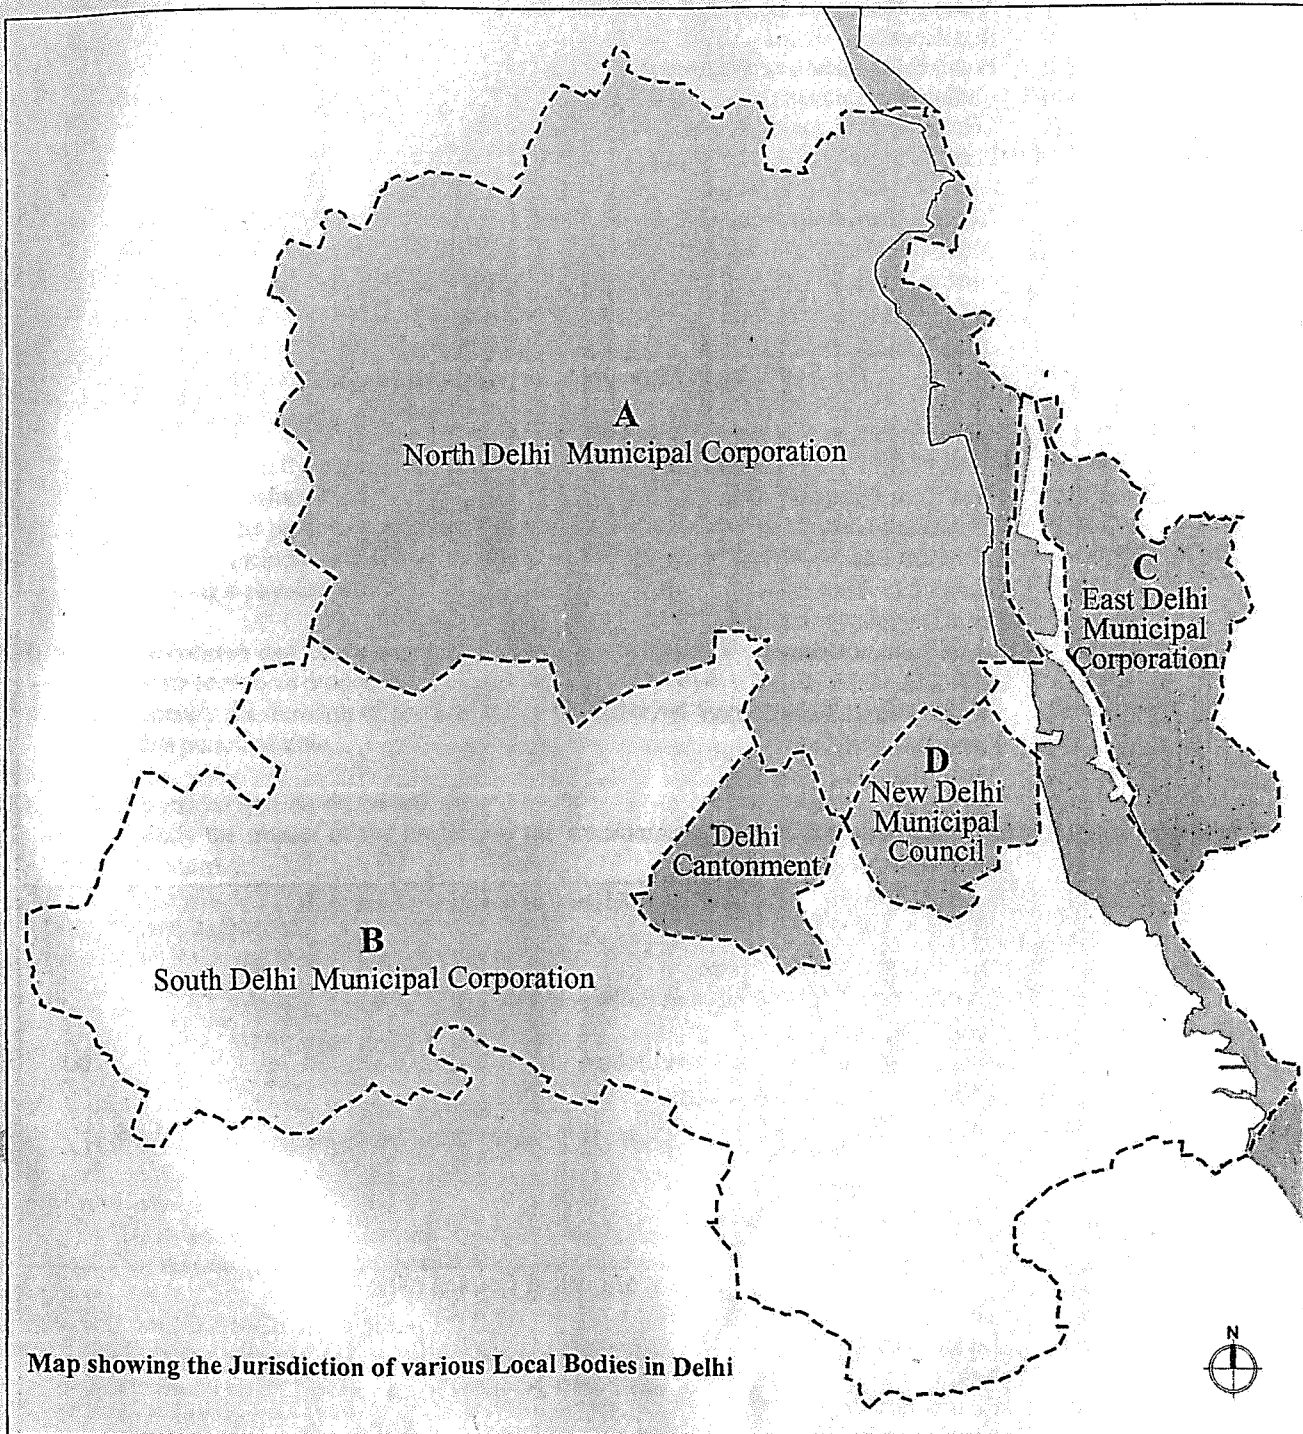 A
North Delhi Municipal Corporation
C
East Delhi
Municipal
Corporation
D
New Delhi
Municipal
Council
Delhi
Cantonment
B
South Delhi Municipal Corporation
N
Map showing the Jurisdiction of various Local Bodies in Delhi